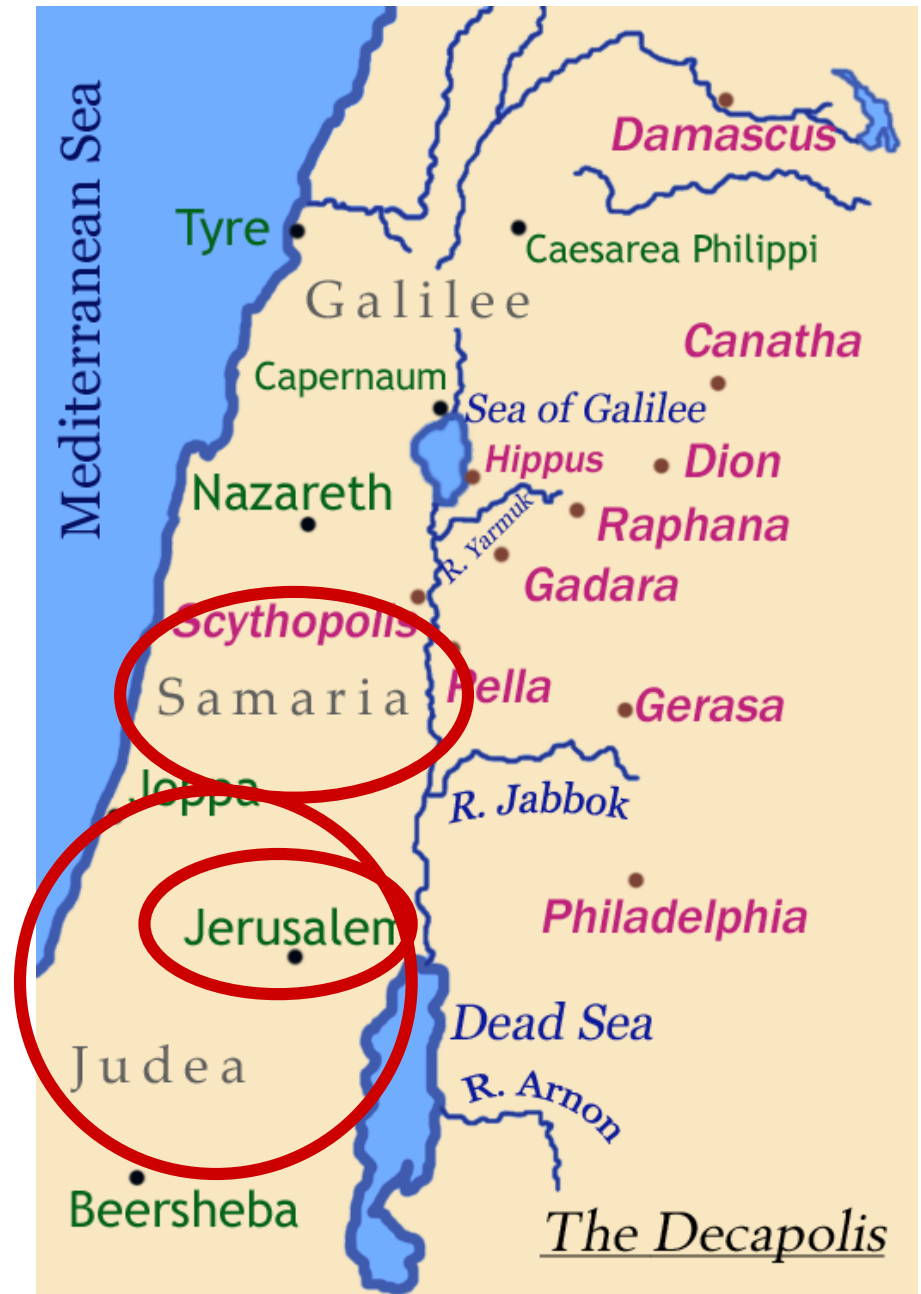 Mediterranean Sea
Damascus
Tyre
Caesarea Philippi
Galilee
Canatha
Capernaum
Sea of Galilee
Hippus
Dion
Nazareth
Raphana
R. Yarmuk
Gadara
Scythopolis
Samaria
Pella
Gerasa
Joppa
R. Jabbok
Jerusalem
Philadelphia
Dead Sea
Judea
R. Arnon
Beersheba
The Decapolis